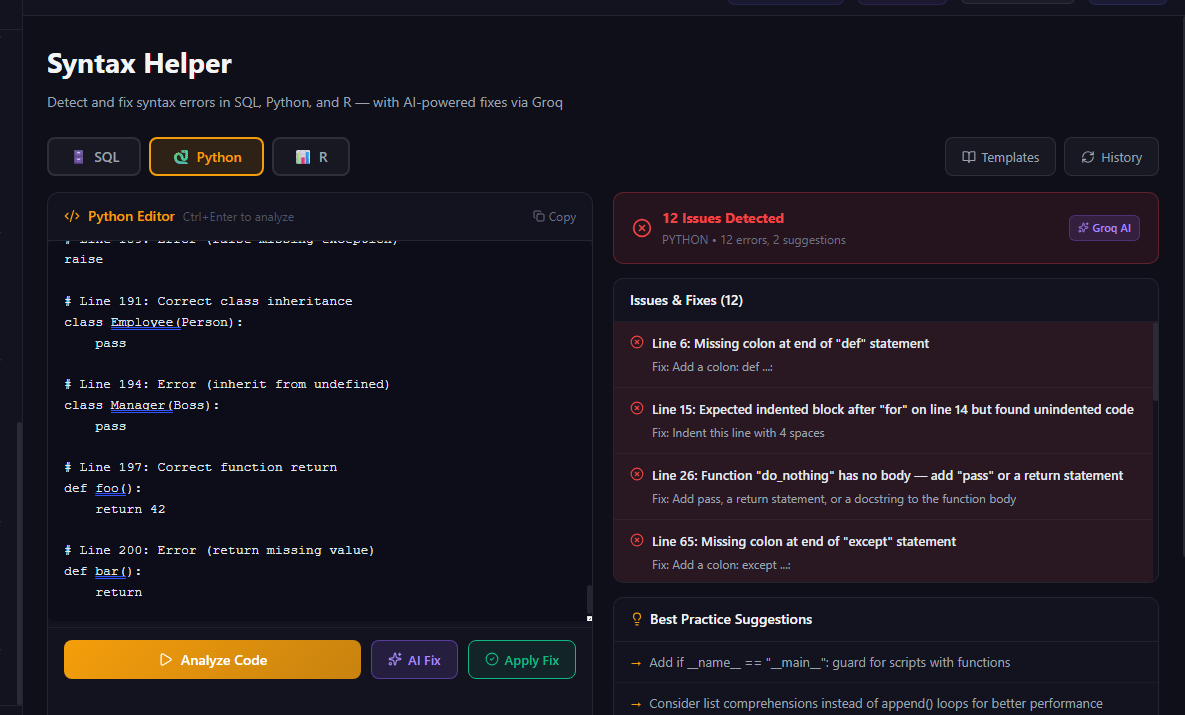 Syntax Helper
Detect and fix syntax errors in SQL, Python, and R — with AI-powered fixes via Groq
SQL
Python
R
Templates
History
</> Python Editor Ctrl+Enter to analyze
Copy
# Line 189: Error (raise missing exception)
raise
# Line 191: Correct class inheritance
class Employee(Person):
pass
# Line 194: Error (inherit from undefined)
class Manager(Boss):
pass
# Line 197: Correct function return
def foo():
return 42
# Line 200: Error (return missing value)
def bar():
return
Analyze Code
AI Fix
Apply Fix
12 Issues Detected
PYTHON • 12 errors, 2 suggestions
Groq AI
Issues & Fixes (12)
Line 6: Missing colon at end of "def" statement
Fix: Add a colon: def ...:
Line 15: Expected indented block after "for" on line 14 but found unindented code
Fix: Indent this line with 4 spaces
Line 26: Function "do_nothing" has no body — add "pass" or a return statement
Fix: Add pass, a return statement, or a docstring to the function body
Line 65: Missing colon at end of "except" statement
Fix: Add a colon: except ...:
Best Practice Suggestions
→ Add if __name__ == "__main__": guard for scripts with functions
→ Consider list comprehensions instead of append() loops for better performance